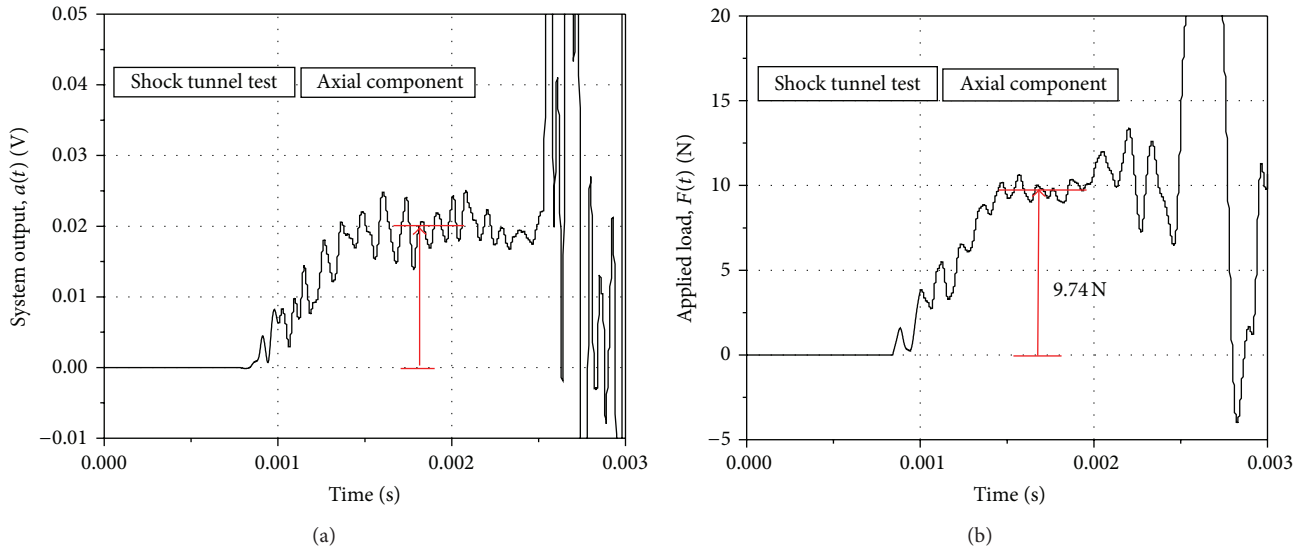 0.05
0.04
0.03
0.02
0.01
0.00
−0.01
System output, a(t) (V)
Shock tunnel test
Axial component
0.000
0.001
0.002
0.003
Time (s)
(a)
20
15
10
5
0
−5
Applied load, F(t) (N)
Shock tunnel test
Axial component
9.74 N
0.000
0.001
0.002
0.003
Time (s)
(b)